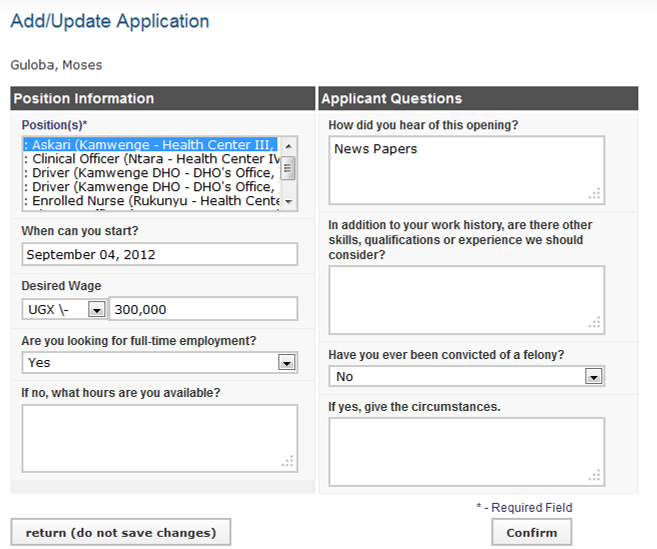 Add/Update Application
Guloba, Moses
Position Information
Position(s)*
: Askari (Kamwenge - Health Center III,
: Clinical Officer (Ntara - Health Center IV
: Driver (Kamwenge DHO - DHO's Office,
: Driver (Kamwenge DHO - DHO's Office,
: Enrolled Nurse (Rukunyu - Health Cente
When can you start?
September 04, 2012
Desired Wage
UGX \- 300,000
Are you looking for full-time employment?
Yes
If no, what hours are you available?
Applicant Questions
How did you hear of this opening?
News Papers
In addition to your work history, are there other
skills, qualifications or experience we should
consider?
Have you ever been convicted of a felony?
No
If yes, give the circumstances.
* - Required Field
return (do not save changes)
Confirm